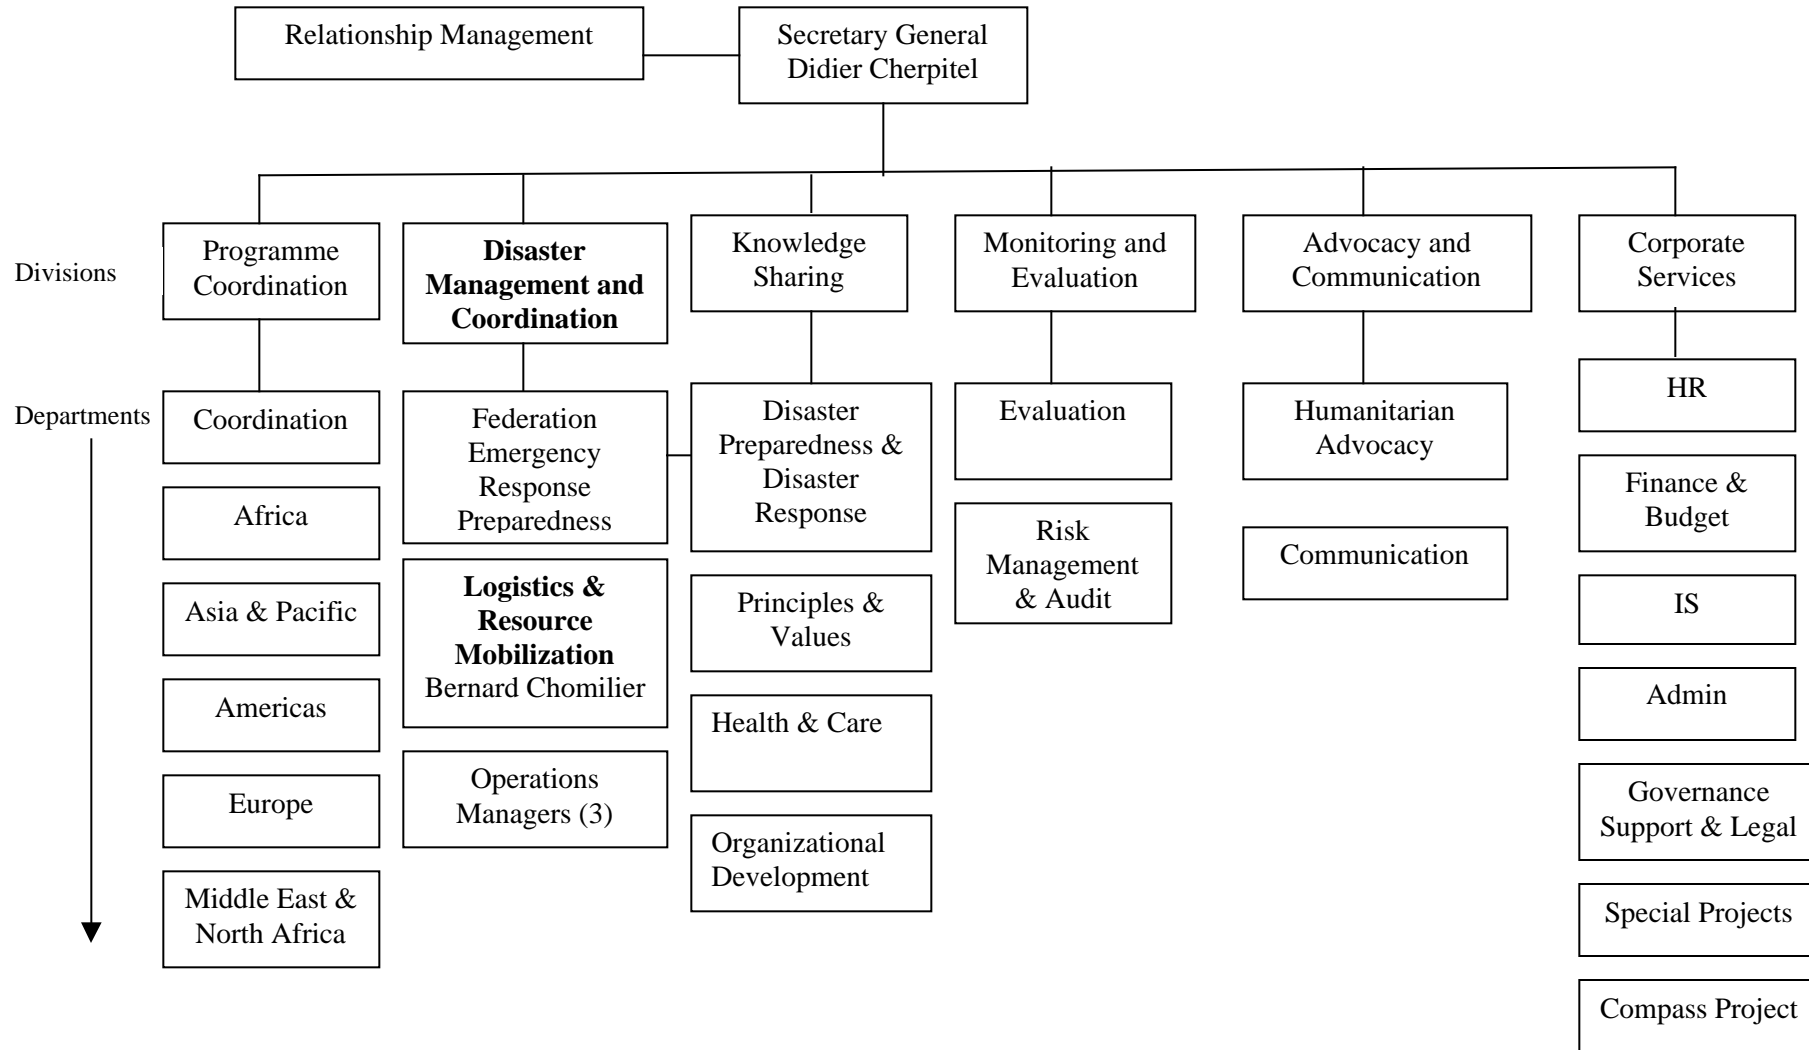 Relationship Management
Secretary General
Didier Cherpitel
Divisions
Programme
Coordination
Disaster
Management and
Coordination
Knowledge
Sharing
Monitoring and
Evaluation
Advocacy and
Communication
Corporate
Services
Departments
Coordination
Africa
Asia & Pacific
Americas
Europe
Middle East &
North Africa
Federation
Emergency
Response
Preparedness
Logistics &
Resource
Mobilization
Bernard Chomilier
Operations
Managers (3)
Disaster
Preparedness &
Disaster
Response
Principles &
Values
Health & Care
Organizational
Development
Evaluation
Risk
Management
& Audit
Humanitarian
Advocacy
Communication
HR
Finance &
Budget
IS
Admin
Governance
Support & Legal
Special Projects
Compass Project